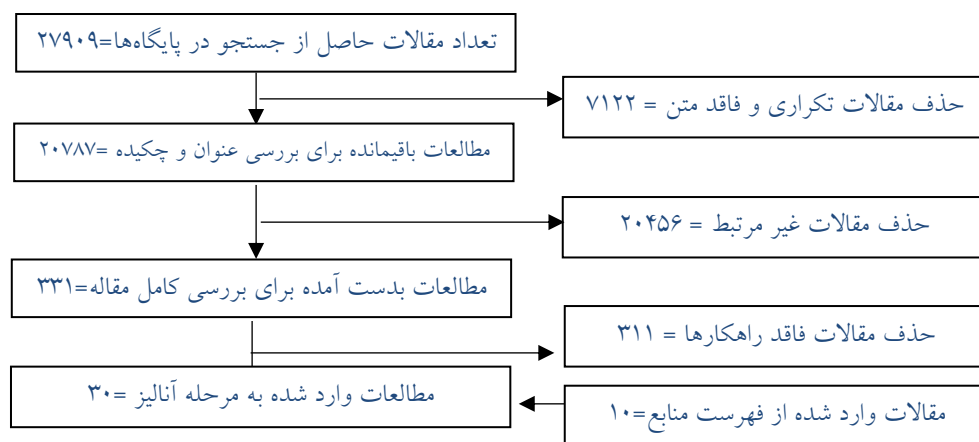 تعداد مقالات حاصل از جستجو در پایگاه‌ها=۲۷۹۰۹
حذف مقالات تکراری و فاقد متن = ۷۱۲۲
مطالعات باقیمانده برای بررسی عنوان و چکیده =۲۰۷۸۷
حذف مقالات غیر مرتبط = ۲۰۴۵۶
مطالعات بدست آمده برای بررسی کامل مقاله=۳۳۱
حذف مقالات فاقد راهکارها = ۳۱۱
مطالعات وارد شده به مرحله آنالیز =۳۰
مقالات وارد شده از فهرست منابع=۱۰